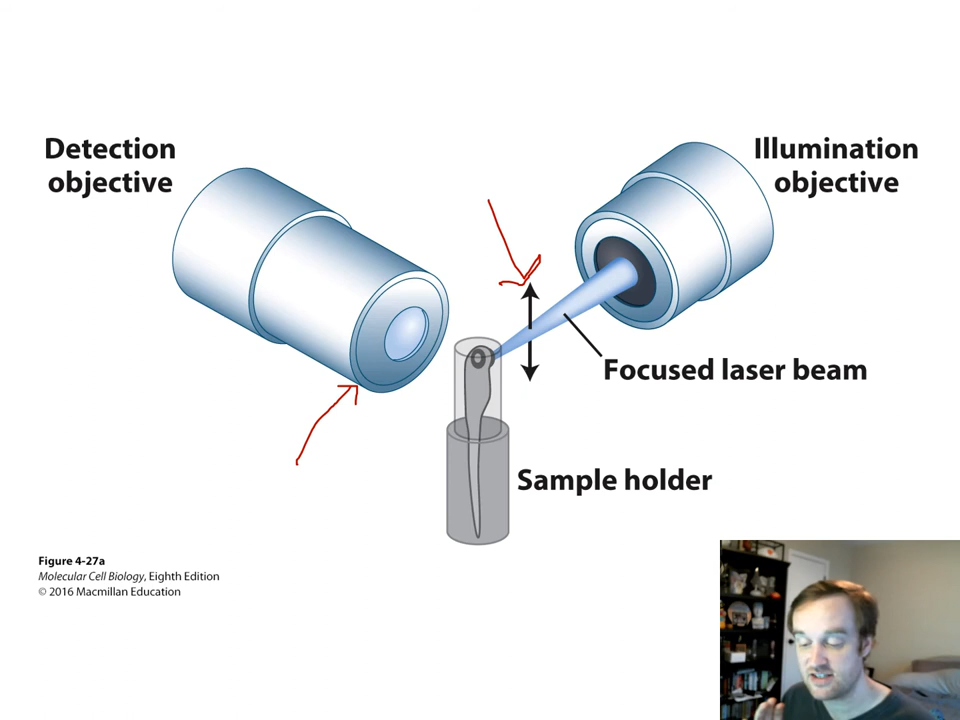 Detection
objective
Illumination
objective
Focused laser beam
Sample holder
Figure 4-27a
Molecular Cell Biology, Eighth Edition
© 2016 Macmillan Education